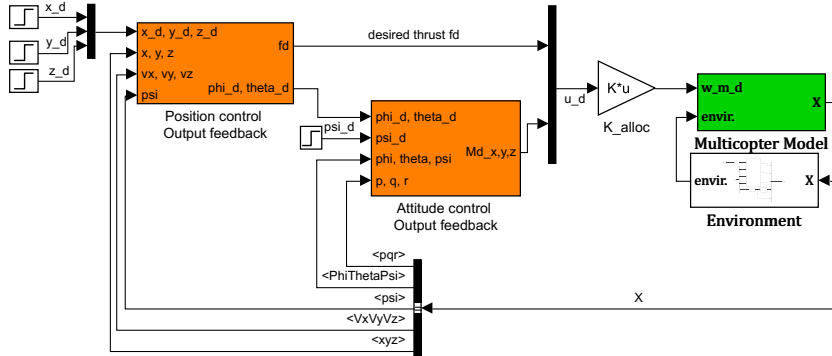 x_d
y_d
z_d
x_d, y_d, z_d
x, y, z
vx, vy, vz
psi
fd
phi_d, theta_d
Position control
Output feedback
desired thrust fd
psi_d
phi_d, theta_d
psi_d
phi, theta, psi
p, q, r
Md_x,y,z
Attitude control
Output feedback
u_d
K*u
K_alloc
w_m_d
envir.
X
Multicopter Model
envir.
X
Environment
<pqr>
<PhiThetaPsi>
<psi>
<VxVyVz>
<xyz>
X